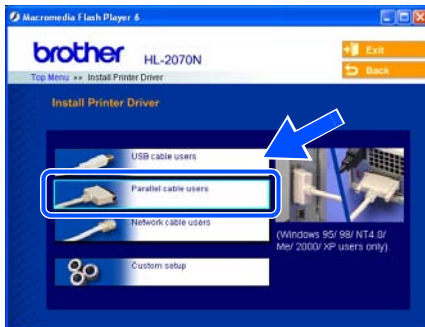 Macromedia Flash Player 6
brother HL-2070N
Exit
Back
Top Menu ▸▸ Install Printer Driver
Install Printer Driver
USB cable users
Parallel cable users
Network cable users
Custom setup
(Windows 95/ 98/ NT4.0/
Me/ 2000/ XP users only).